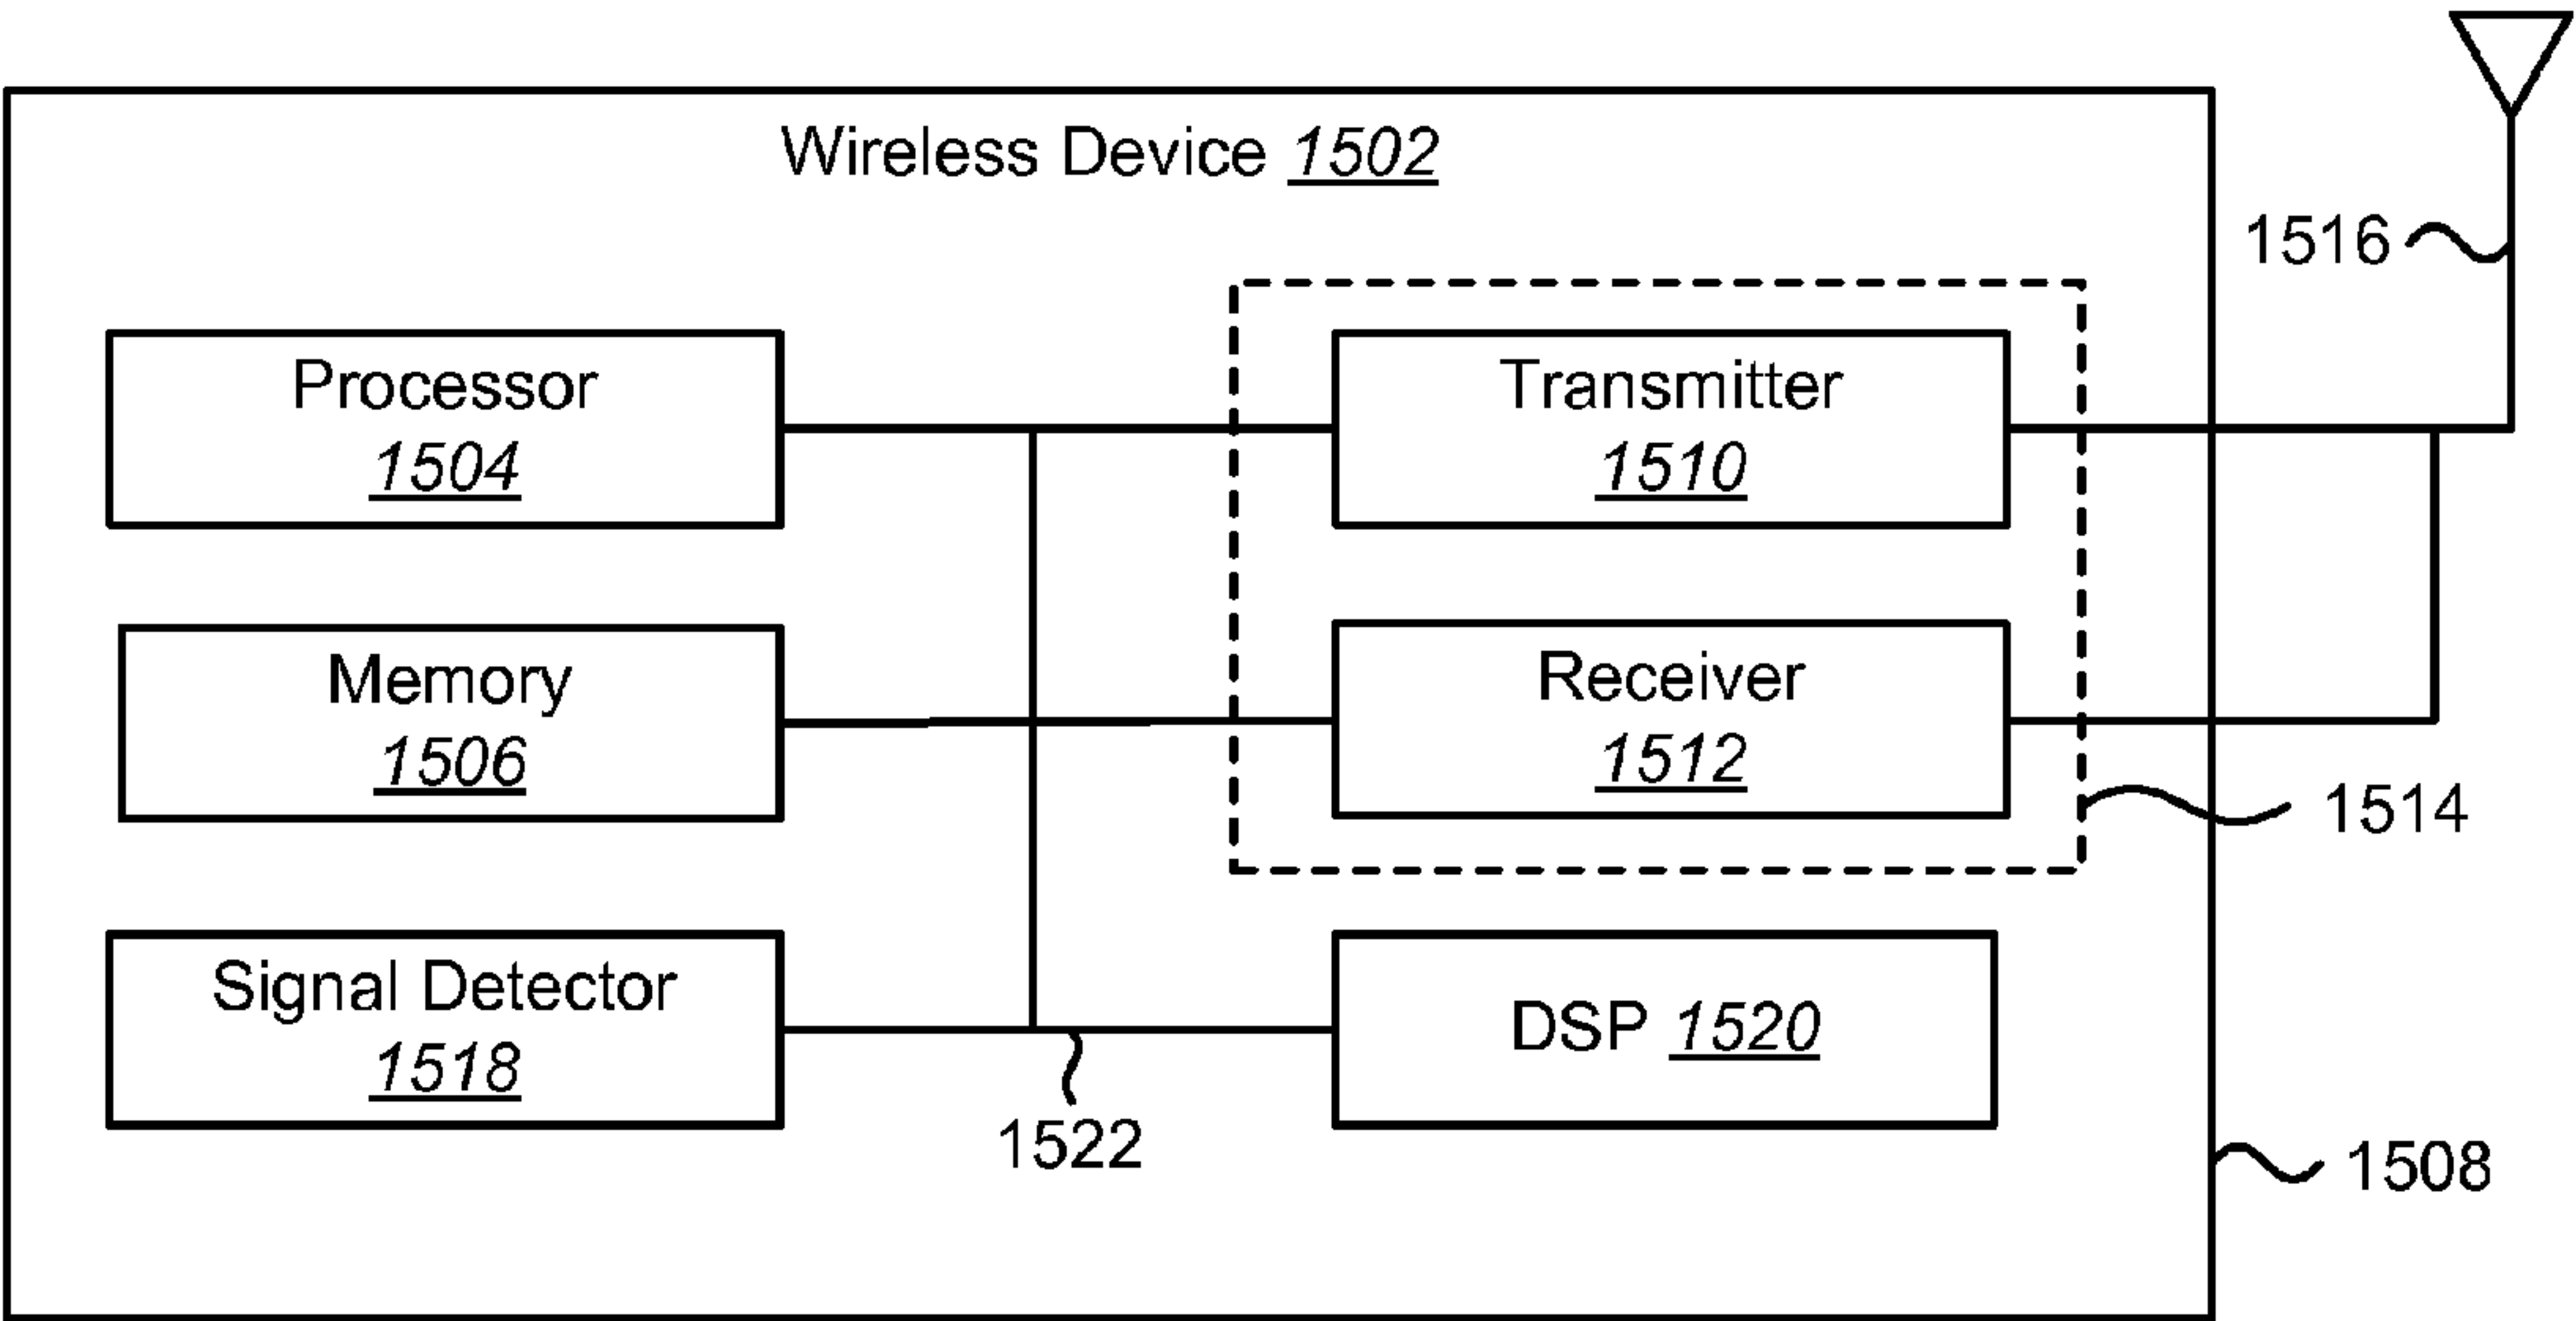 Wireless Device 1502
1516
Processor
1504
Transmitter
1510
Memory
1506
Receiver
1512
1514
Signal Detector
1518
DSP 1520
1522
1508